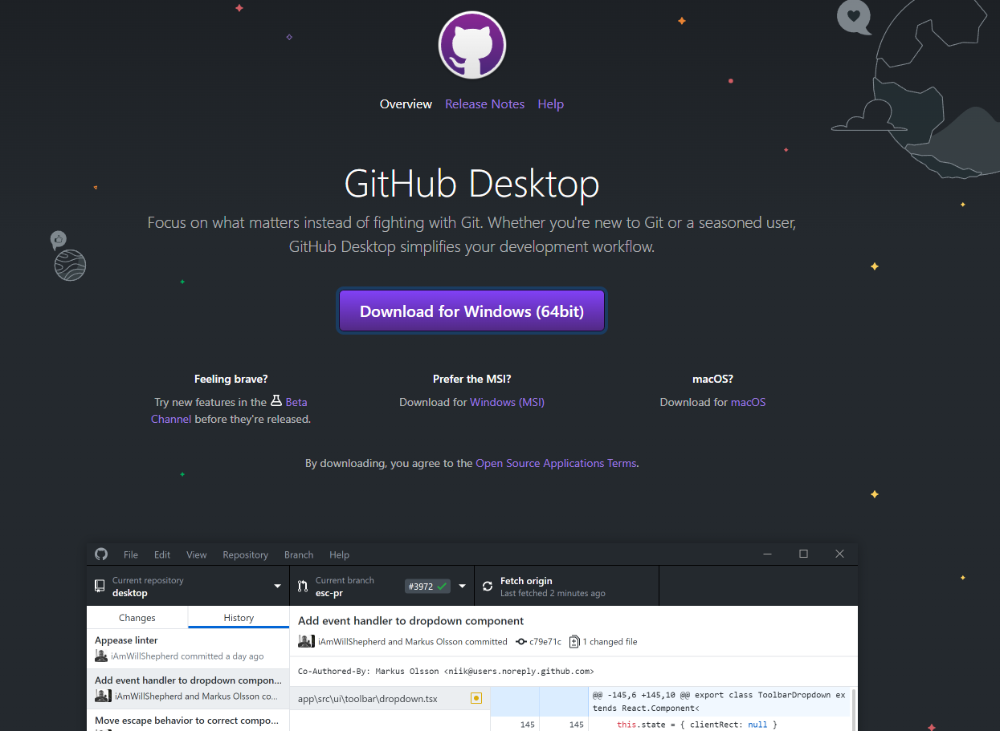 Overview Release Notes Help
GitHub Desktop
Focus on what matters instead of fighting with Git. Whether you're new to Git or a seasoned user,
GitHub Desktop simplifies your development workflow.
Download for Windows (64bit)
Feeling brave?
Try new features in the Beta
Channel before they're released.
Prefer the MSI?
Download for Windows (MSI)
macOS?
Download for macOS
By downloading, you agree to the Open Source Applications Terms.
File Edit View Repository Branch Help
Current repository
desktop
Current branch
esc-pr
#3972
Fetch origin
Last fetched 2 minutes ago
Changes History
Appease linter
iAmWillShepherd committed a day ago
Add event handler to dropdown compon...
iAmWillShepherd and Markus Olsson co...
Move escape behavior to correct compo...
Add event handler to dropdown component
iAmWillShepherd and Markus Olsson committed c79e71c 1 changed file
Co-Authored-By: Markus Olsson <niik@users.noreply.github.com>
app\src\ui\toolbar\dropdown.tsx
@@ -145,6 +145,10 @@ export class ToolbarDropdown ex
tends React.Component<
145 145 this.state = { clientRect: null }